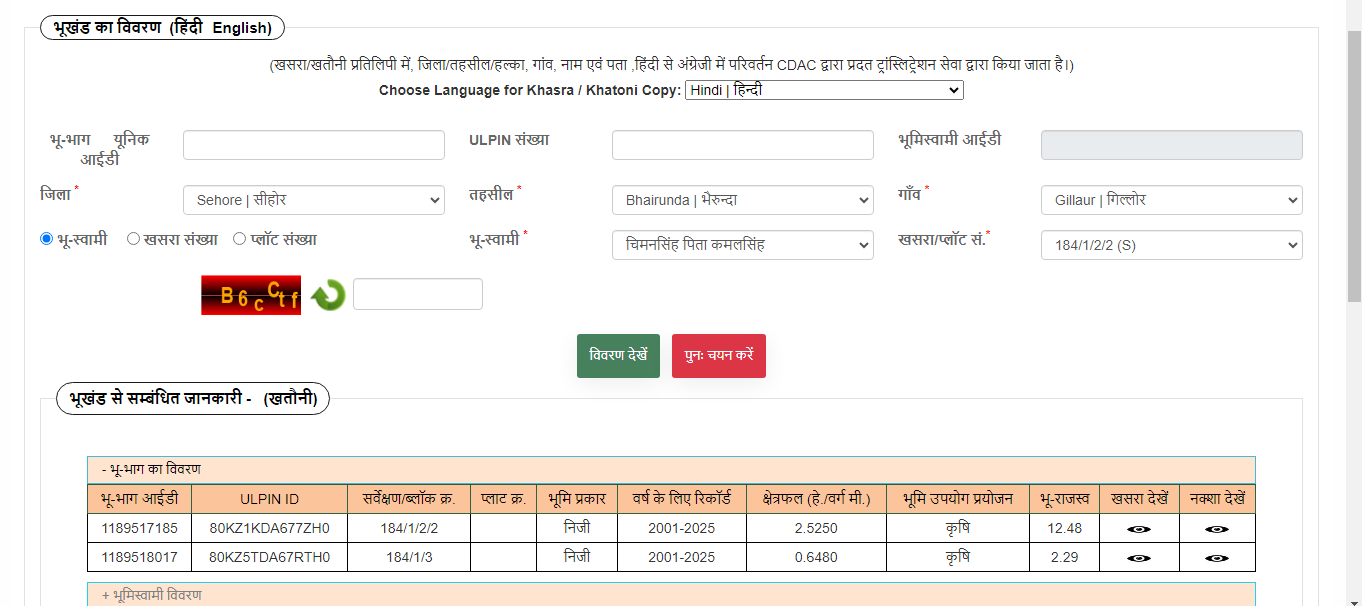 भूखंड का विवरण (हिंदी English)
(खसरा/खतौनी प्रतिलिपी में, जिला/तहसील/हल्का, गांव, नाम एवं पता ,हिंदी से अंग्रेजी में परिवर्तन CDAC द्वारा प्रदत ट्रांस्लिट्रेशन सेवा द्वारा किया जाता है।)
Choose Language for Khasra / Khatoni Copy: Hindi | हिन्दी
भू-भाग यूनिक आईडी ULPIN संख्या भूमिस्वामी आईडी
जिला * Sehore | सीहोर तहसील * Bhairunda | भैरुन्दा गाँव * Gillaur | गिल्लोर
भू-स्वामी खसरा संख्या प्लॉट संख्या भू-स्वामी * चिमनसिंह पिता कमलसिंह खसरा/प्लॉट सं.* 184/1/2/2 (S)
B6cCtf
विवरण देखें पुनः चयन करें
भूखंड से सम्बंधित जानकारी - (खतौनी)
- भू-भाग का विवरण
भू-भाग आईडी ULPIN ID सर्वेक्षण/ब्लॉक क्र. प्लाट क्र. भूमि प्रकार वर्ष के लिए रिकॉर्ड क्षेत्रफल (हे./वर्ग मी.) भूमि उपयोग प्रयोजन भू-राजस्व खसरा देखें नक्शा देखें
1189517185 80KZ1KDA677ZH0 184/1/2/2 निजी 2001-2025 2.5250 कृषि 12.48
1189518017 80KZ5TDA67RTH0 184/1/3 निजी 2001-2025 0.6480 कृषि 2.29
+ भूमिस्वामी विवरण